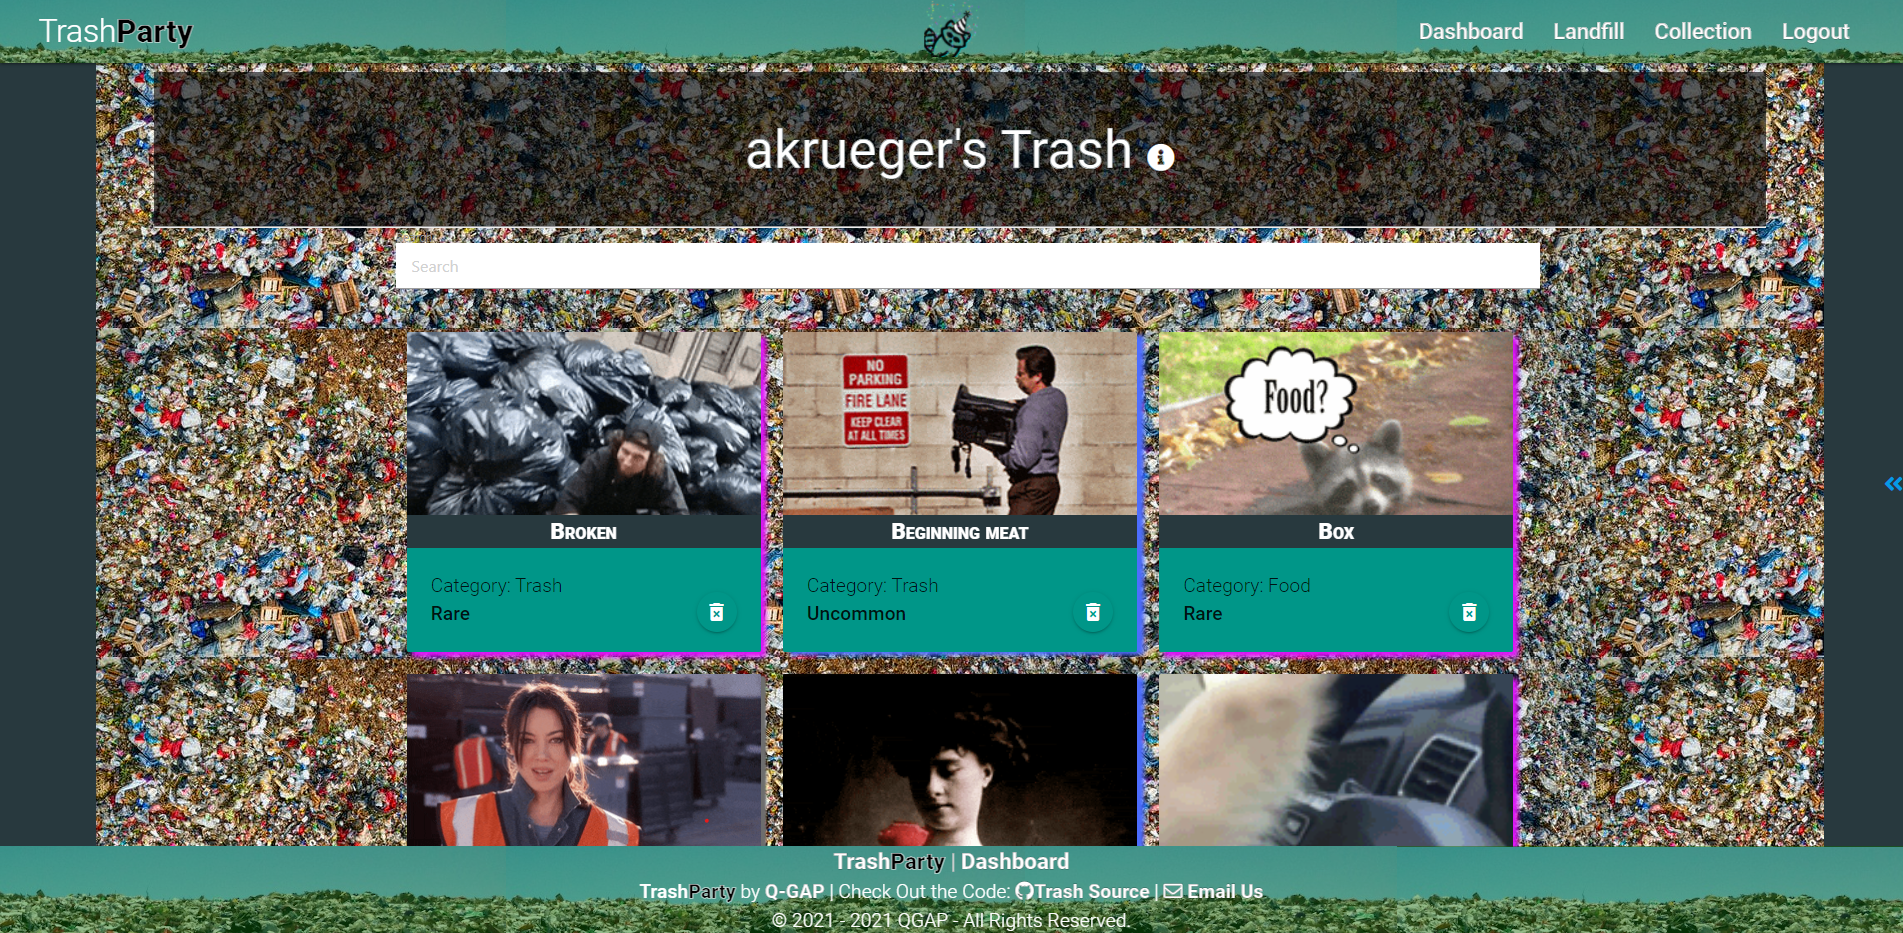 TrashParty
Dashboard Landfill Collection Logout
akrueger's Trash
Search
NO
PARKING
FIRE LANE
KEEP CLEAR
AT ALL TIMES
Food?
Broken
Beginning meat
Box
Category: Trash
Rare
Category: Trash
Uncommon
Category: Food
Rare
TrashParty | Dashboard
TrashParty by Q-GAP | Check Out the Code: Trash Source | Email Us
© 2021 - 2021 QGAP - All Rights Reserved.